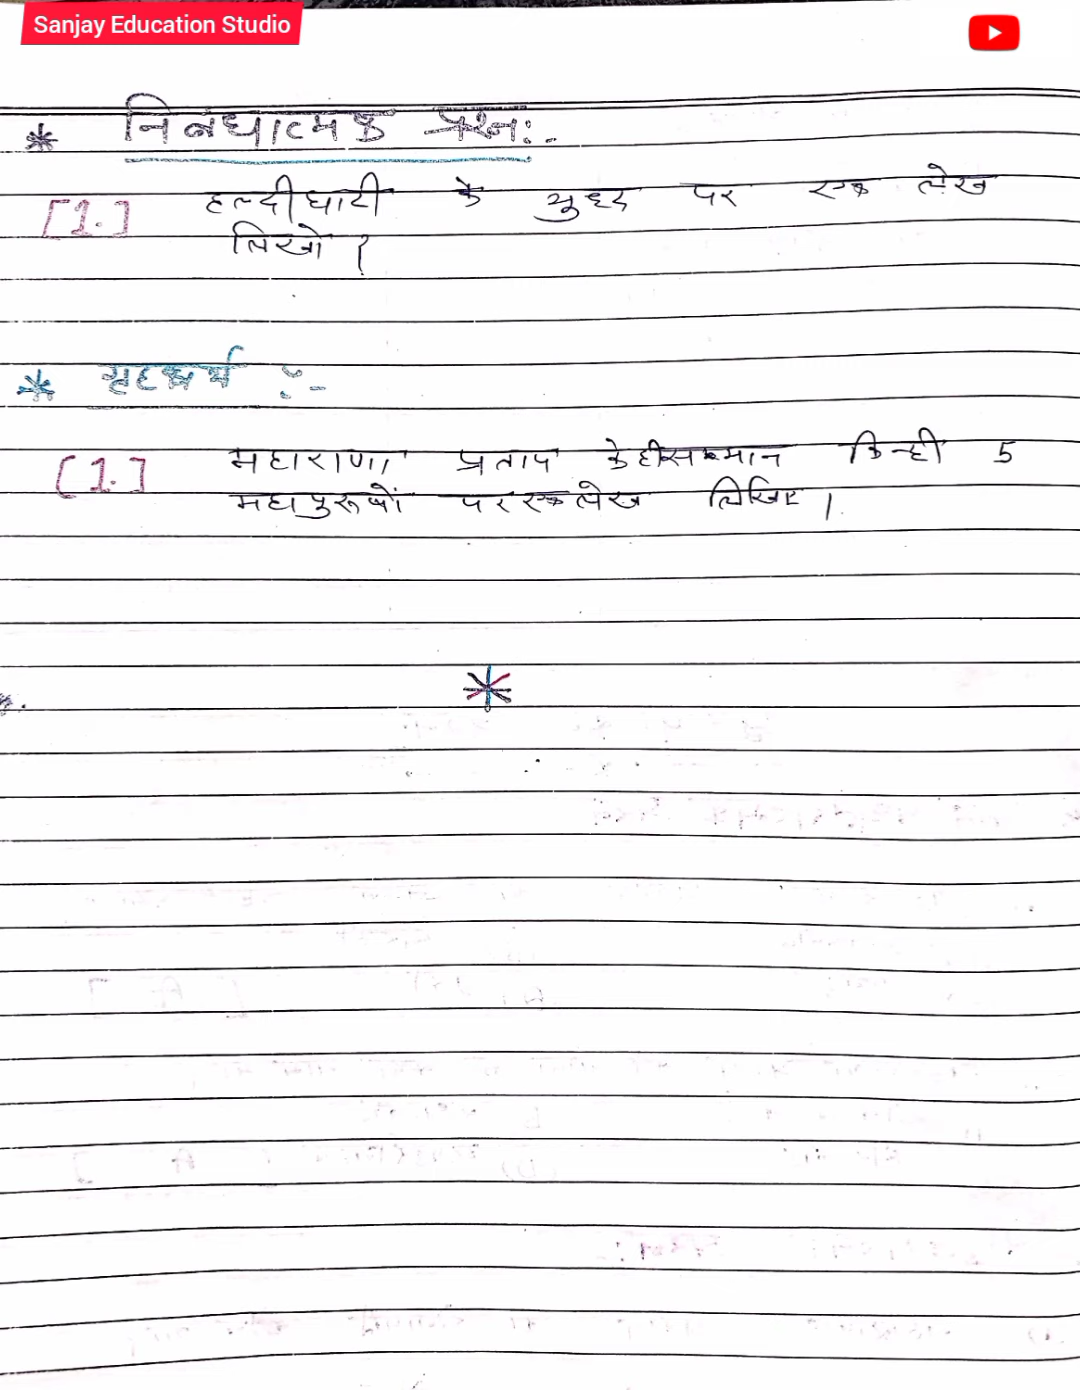 Sanjay Education Studio
* निबंधात्मक प्रश्न:-
[1.] हल्दीघाटी के युद्ध पर एक लेख
लिखो ?
* गृहकार्य :-
[1.] महाराणा प्रताप के ही समान किन्ही 5
महापुरूषों पर एक लेख लिखिए।